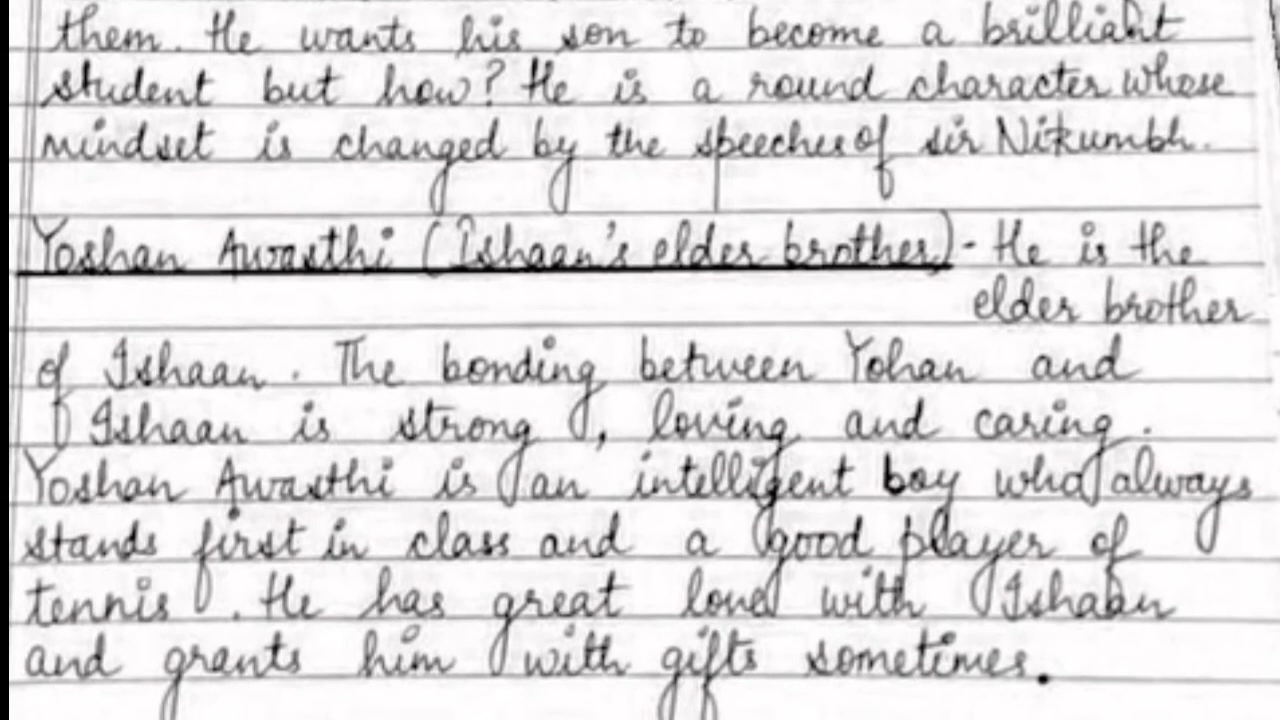 them. He wants his son to become a brilliant
student but how? He is a round character whose
mindset is changed by the speeches of sir Nikumbh.
Yoshan Awasthi (Ishaan's elder brother) - He is the
elder brother
of Ishaan. The bonding between Yohan and
Ishaan is strong, loving and caring.
Yoshan Awasthi is an intelligent boy who always
stands first in class and a good player of
tennis. He has great love with Ishaan
and grants him with gifts sometimes.